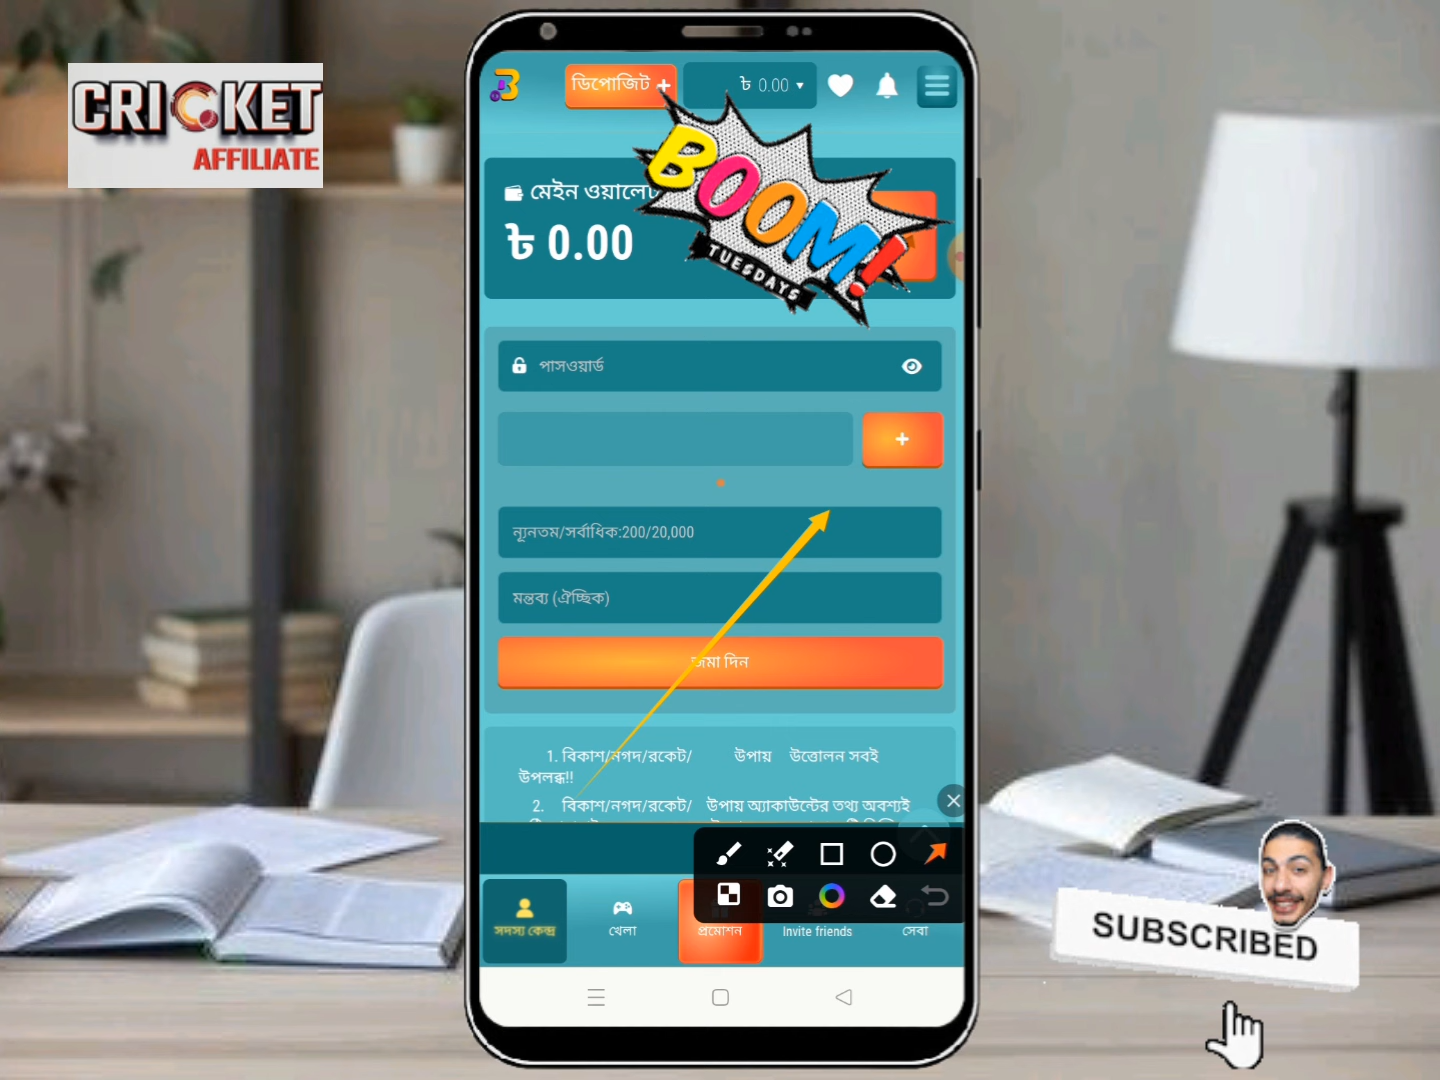 CRICKET
AFFILIATE
ডিপোজিট +
৳ 0.00
BOOM!
TUESDAYS
মেইন ওয়ালেট
৳ 0.00
পাসওয়ার্ড
ন্যূনতম/সর্বাধিক:200/20,000
মন্তব্য (ঐচ্ছিক)
জমা দিন
1. বিকাশ/নগদ/রকেট/ উপায় উত্তোলন সবই
উপলব্ধ!!
2. বিকাশ/নগদ/রকেট/ উপায় অ্যাকাউন্টের তথ্য অবশ্যই
সদস্য কেন্দ্র
খেলা
প্রমোশন
Invite friends
সেবা
SUBSCRIBED